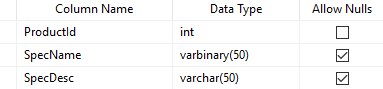 Column Name Data Type Allow Nulls
ProductId int
SpecName varbinary(50)
SpecDesc varchar(50)